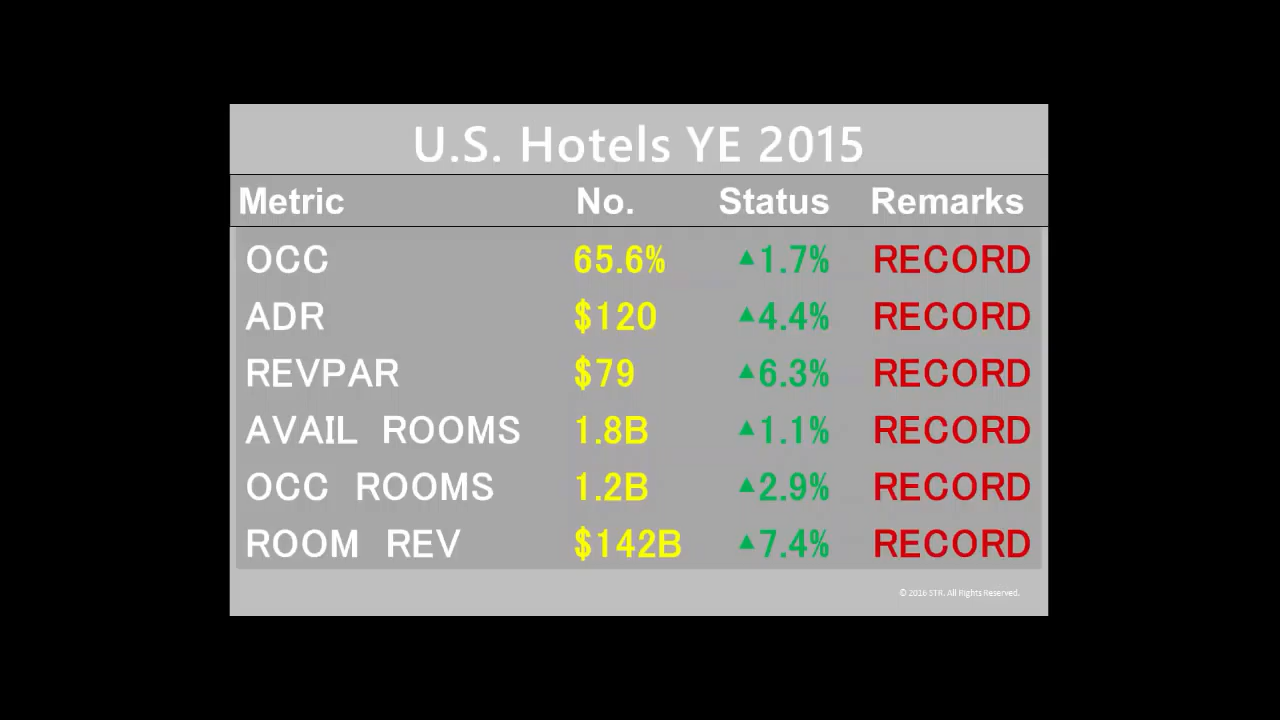 U.S. Hotels YE 2015
Metric No. Status Remarks
OCC 65.6% ▲1.7% RECORD
ADR $120 ▲4.4% RECORD
REVPAR $79 ▲6.3% RECORD
AVAIL ROOMS 1.8B ▲1.1% RECORD
OCC ROOMS 1.2B ▲2.9% RECORD
ROOM REV $142B ▲7.4% RECORD
© 2016 STR. All Rights Reserved.